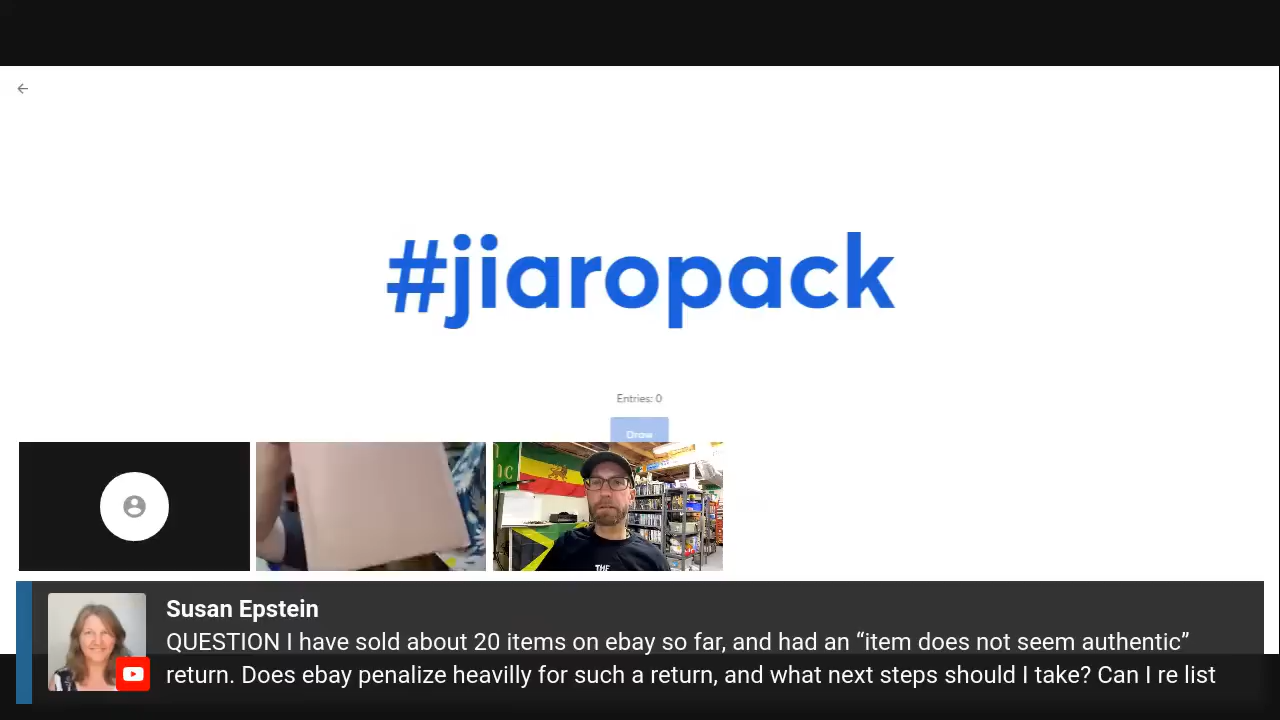 #jiaropack
Entries: 0
Draw
THE
Susan Epstein
QUESTION I have sold about 20 items on ebay so far, and had an “item does not seem authentic”
return. Does ebay penalize heavilly for such a return, and what next steps should I take? Can I re list